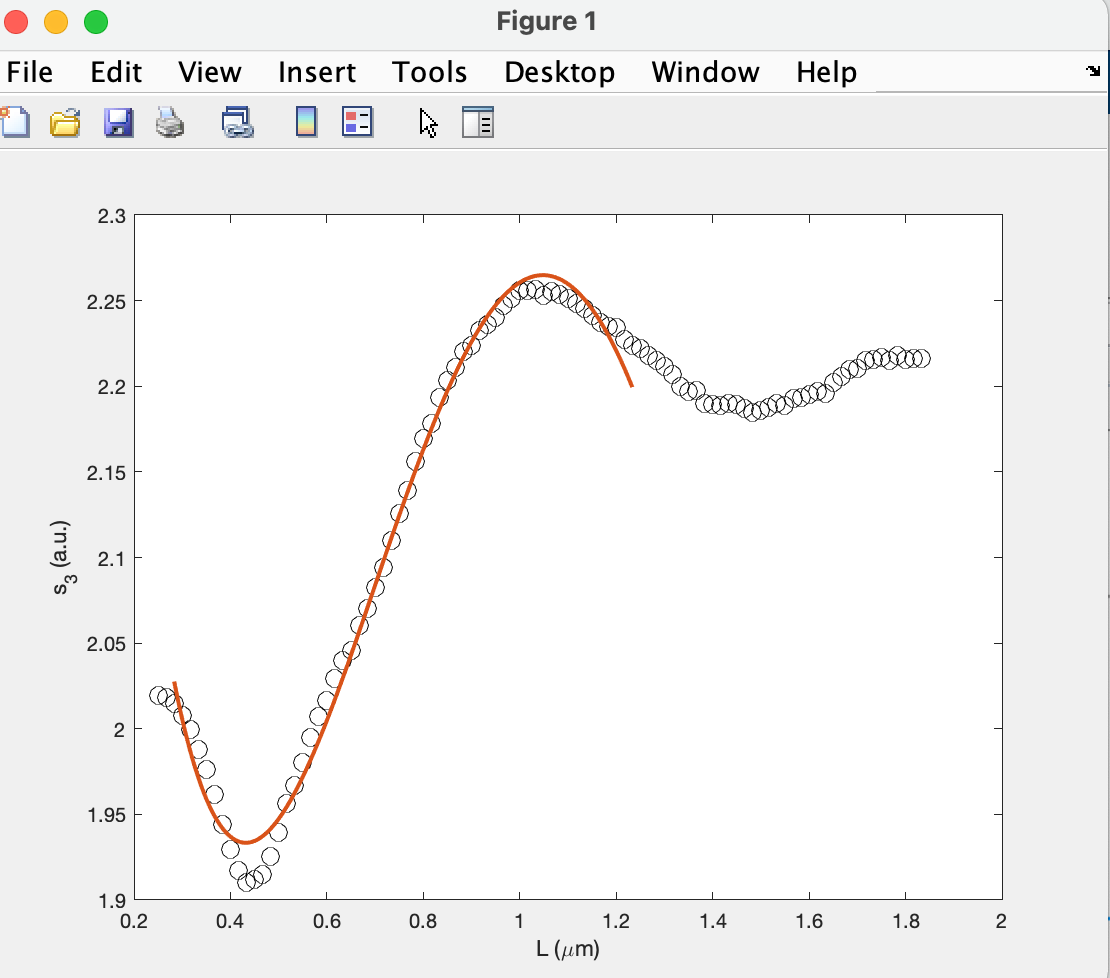 Figure 1
File Edit View Insert Tools Desktop Window Help
2.3
2.25
2.2
2.15
2.1
2.05
2
1.95
1.9
s3 (a.u.)
0.2 0.4 0.6 0.8 1 1.2 1.4 1.6 1.8 2
L (μm)